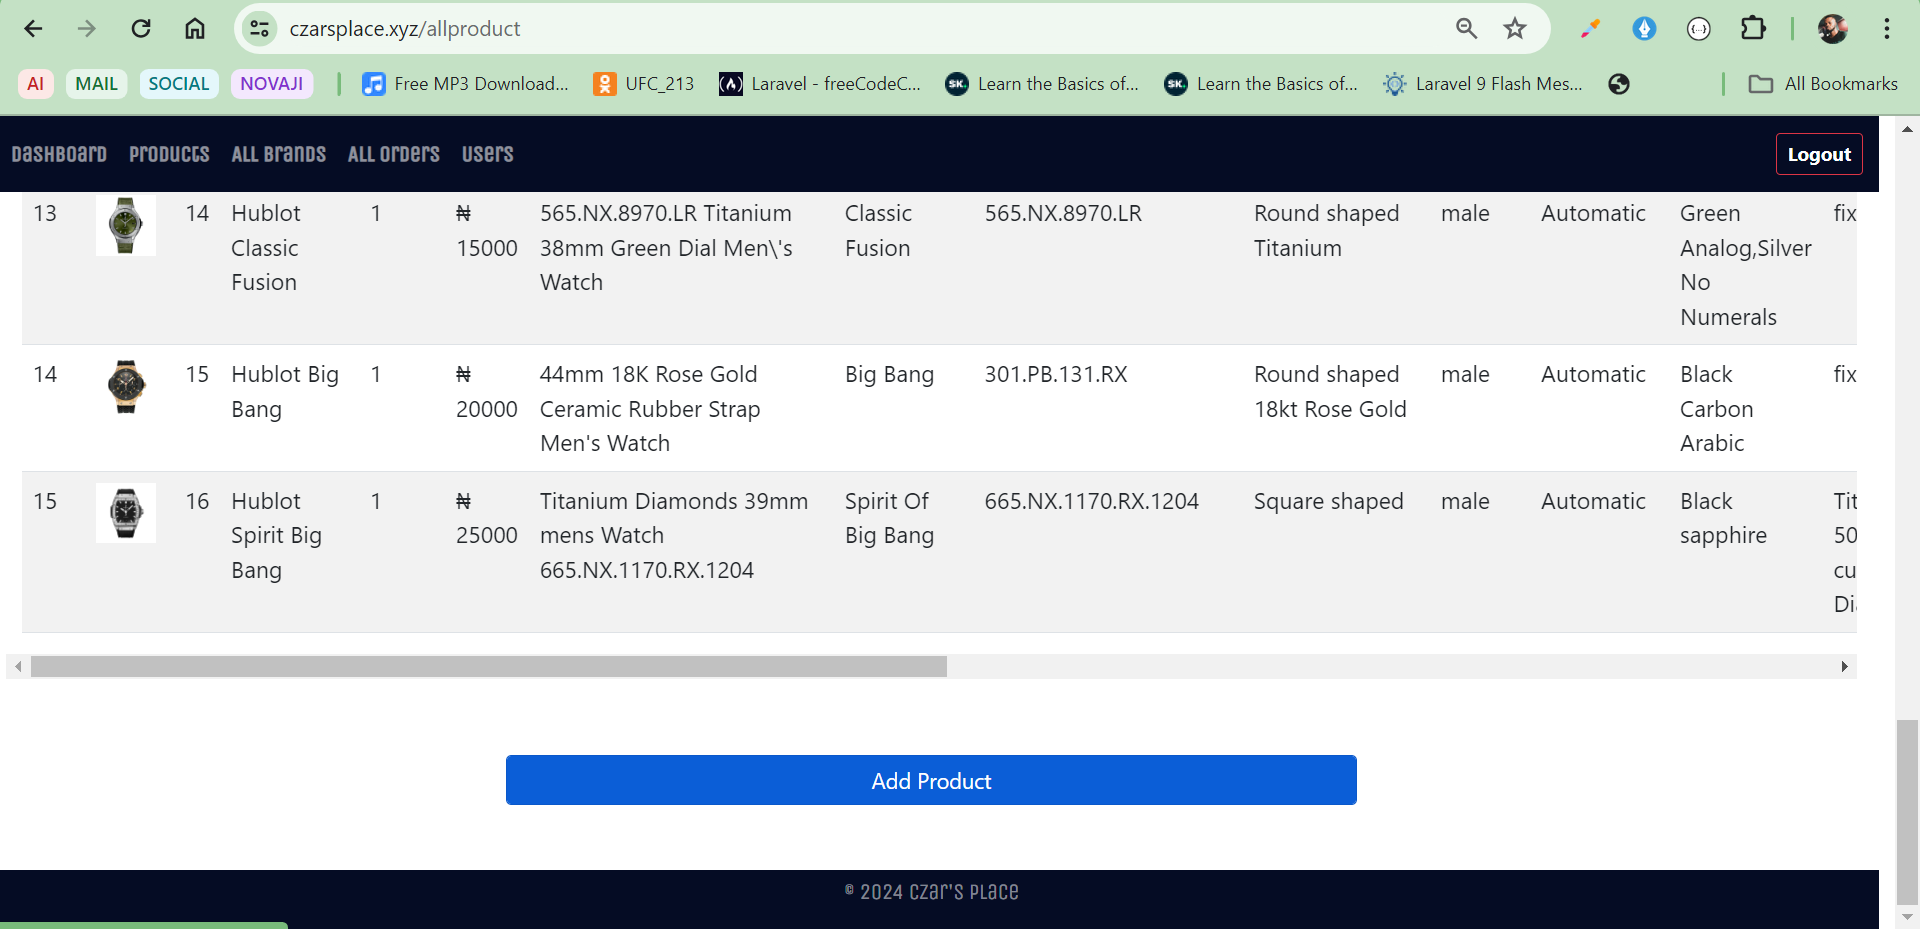 czarsplace.xyz/allproduct
AI MAIL SOCIAL NOVAJI Free MP3 Download... UFC_213 Laravel - freeCodeC... Learn the Basics of... Learn the Basics of... Laravel 9 Flash Mes... All Bookmarks
Dashboard Products All Brands All Orders Users Logout
13 14 Hublot 1 ₦ 565.NX.8970.LR Titanium Classic 565.NX.8970.LR Round shaped male Automatic Green fix
Classic 15000 38mm Green Dial Men\'s Fusion Titanium Analog,Silver
Fusion Watch No
Numerals
14 15 Hublot Big 1 ₦ 44mm 18K Rose Gold Big Bang 301.PB.131.RX Round shaped male Automatic Black fix
Bang 20000 Ceramic Rubber Strap 18kt Rose Gold Carbon
Men's Watch Arabic
15 16 Hublot 1 ₦ Titanium Diamonds 39mm Spirit Of 665.NX.1170.RX.1204 Square shaped male Automatic Black Tit
Spirit Big 25000 mens Watch Big Bang sapphire 50
Bang 665.NX.1170.RX.1204 cu
Di
Add Product
© 2024 Czar's Place